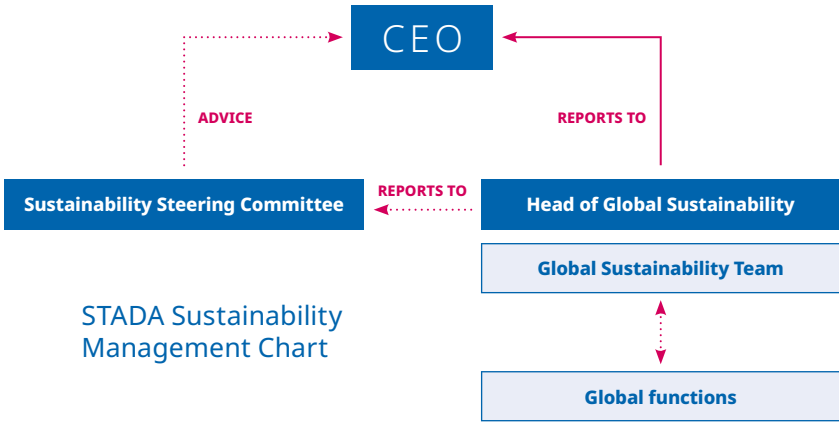 CEO
ADVICE
REPORTS TO
Sustainability Steering Committee
REPORTS TO
Head of Global Sustainability
Global Sustainability Team
STADA Sustainability
Management Chart
Global functions